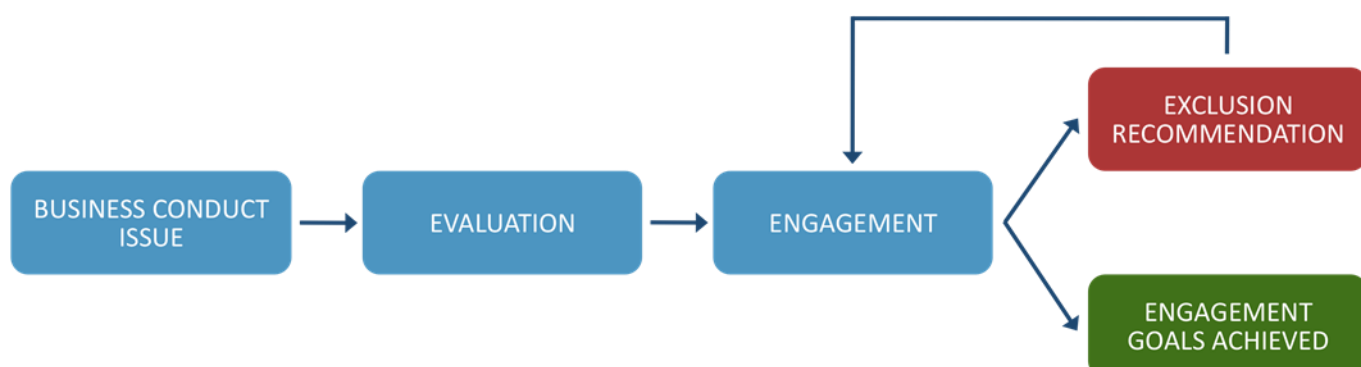 BUSINESS CONDUCT
ISSUE
EVALUATION
ENGAGEMENT
EXCLUSION
RECOMMENDATION
ENGAGEMENT
GOALS ACHIEVED